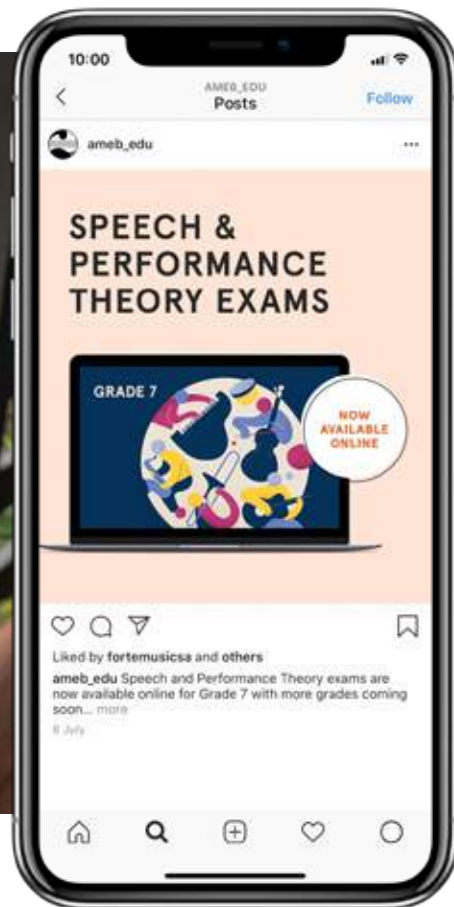 10:00
AMEB_EDU
Posts
Follow
ameb_edu
SPEECH &
PERFORMANCE
THEORY EXAMS
GRADE 7
NOW
AVAILABLE
ONLINE
Liked by fortemusicsa and others
ameb_edu Speech and Performance Theory exams are
now available online for Grade 7 with more grades coming
soon... more
8 July